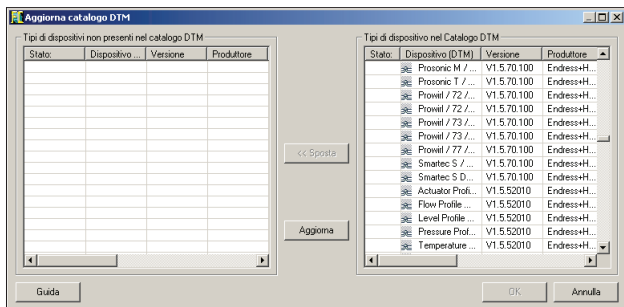 Aggiorna catalogo DTM
Tipi di dispositivi non presenti nel catalogo DTM
Stato: Dispositivo ... Versione Produttore
<< Sposta
Aggiorna
Tipi di dispositivo nel Catalogo DTM
Stato: Dispositivo (DTM) Versione Produttore
Prosonic M / ... V1.5.70.100 Endress+H...
Prosonic T / ... V1.5.70.100 Endress+H...
Prowirl / 72 /... V1.5.70.100 Endress+H...
Prowirl / 72 /... V1.5.70.100 Endress+H...
Prowirl / 73 /... V1.5.70.100 Endress+H...
Prowirl / 73 /... V1.5.70.100 Endress+H...
Prowirl / 77 /... V1.5.70.100 Endress+H...
Smartec S / ... V1.5.70.100 Endress+H...
Smartec S D... V1.5.70.100 Endress+H...
Actuator Profi... V1.5.52010 Endress+H...
Flow Profile ... V1.5.52010 Endress+H...
Level Profile ... V1.5.52010 Endress+H...
Pressure Prof... V1.5.52010 Endress+H...
Temperature ... V1.5.52010 Endress+H...
Guida
OK
Annulla